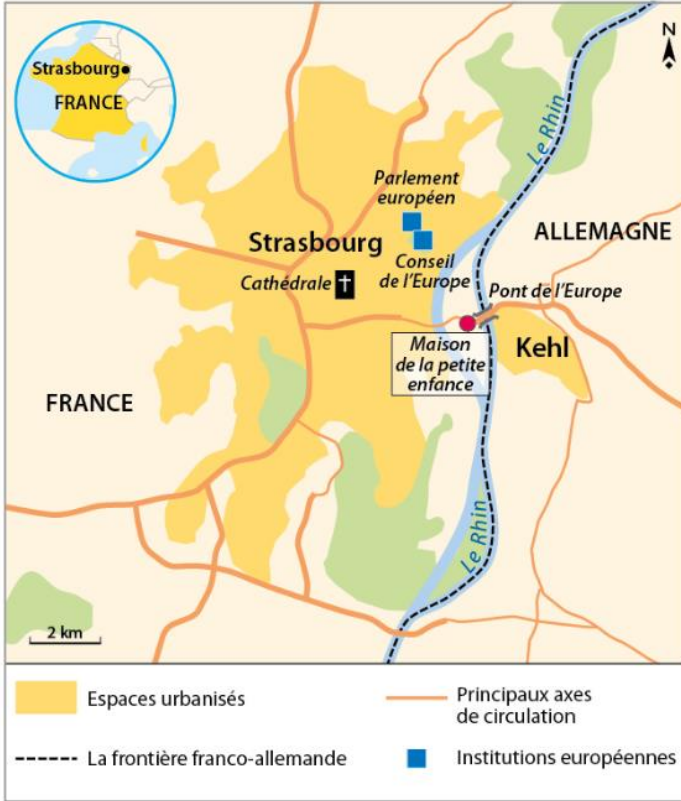 Strasbourg
FRANCE
N
Le Rhin
Parlement
européen
ALLEMAGNE
Strasbourg
Conseil
de l'Europe
Cathédrale
Pont de l'Europe
Maison
de la petite
enfance
Kehl
FRANCE
Le Rhin
2 km
Espaces urbanisés
Principaux axes
de circulation
La frontière franco-allemande
Institutions européennes